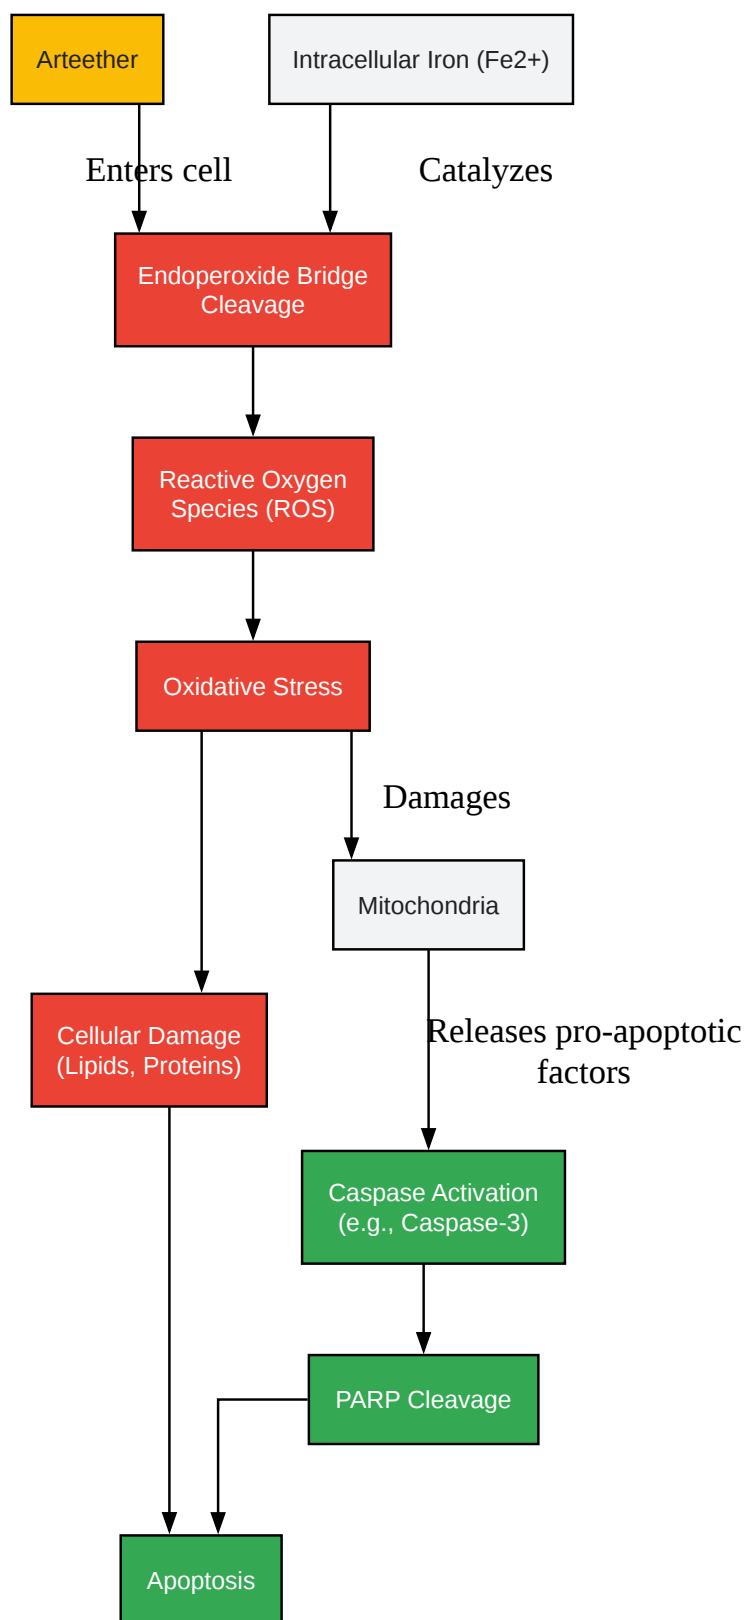 Arteether
Intracellular Iron (Fe2+)
Enters cell
Catalyzes
Endoperoxide Bridge
Cleavage
Reactive Oxygen
Species (ROS)
Oxidative Stress
Damages
Mitochondria
Cellular Damage
(Lipids, Proteins)
Releases pro-apoptotic
factors
Caspase Activation
(e.g., Caspase-3)
PARP Cleavage
Apoptosis